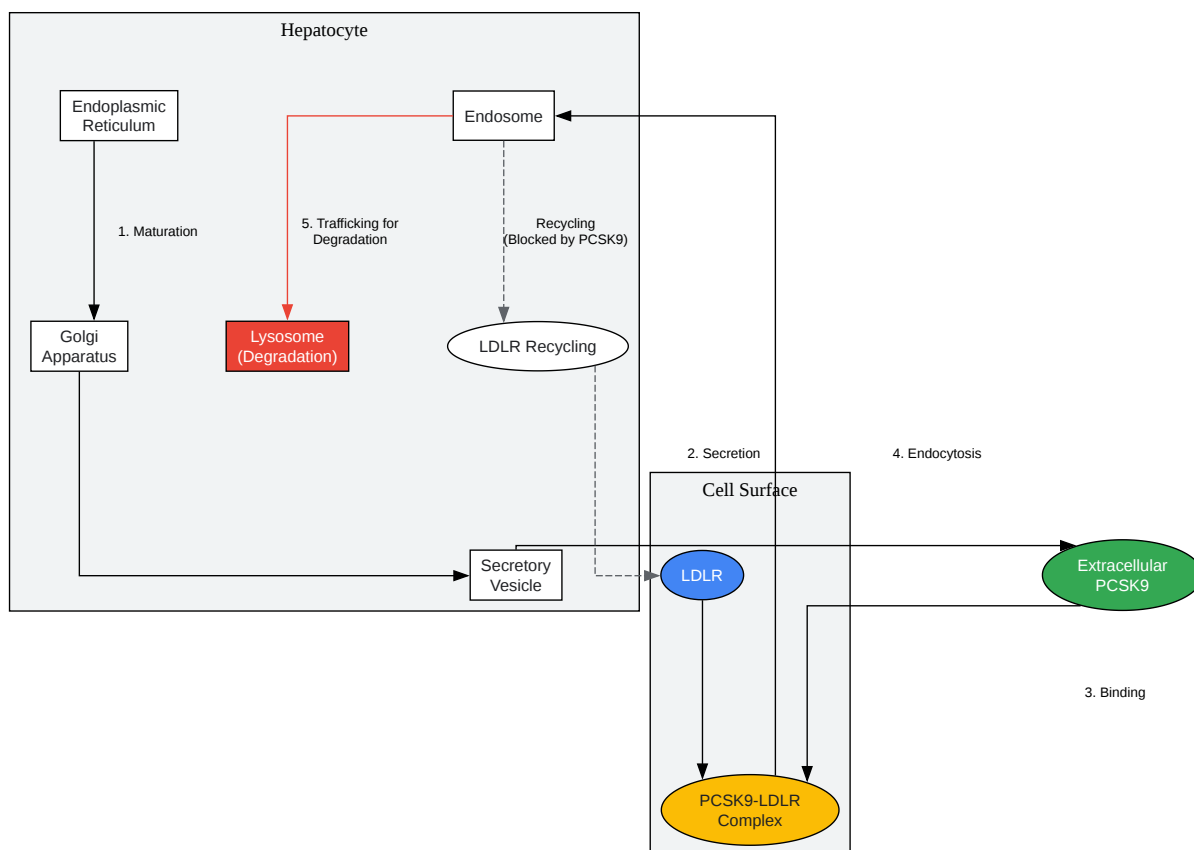 Hepatocyte
Endoplasmic
Reticulum
Endosome
1. Maturation
5. Trafficking for
Degradation
Recycling
(Blocked by PCSK9)
Golgi
Apparatus
Lysosome
(Degradation)
LDLR Recycling
2. Secretion
4. Endocytosis
Cell Surface
Secretory
Vesicle
LDLR
Extracellular
PCSK9
3. Binding
PCSK9-LDLR
Complex